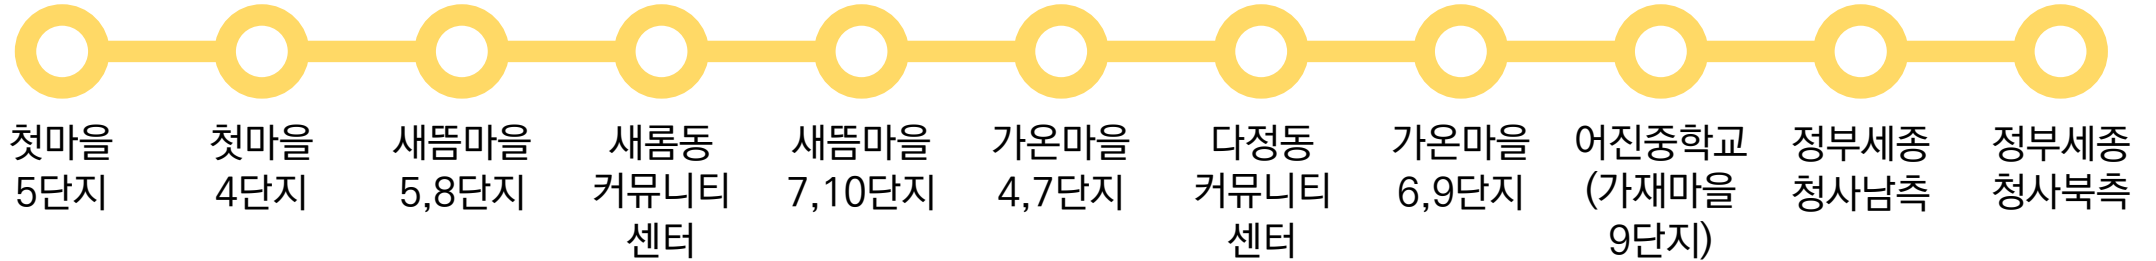 첫마을
5단지
첫마을
4단지
새뜸마을
5,8단지
새롬동
커뮤니티
센터
새뜸마을
7,10단지
가온마을
4,7단지
다정동
커뮤니티
센터
가온마을
6,9단지
어진중학교
(가재마을
9단지)
정부세종
청사남측
정부세종
청사북측